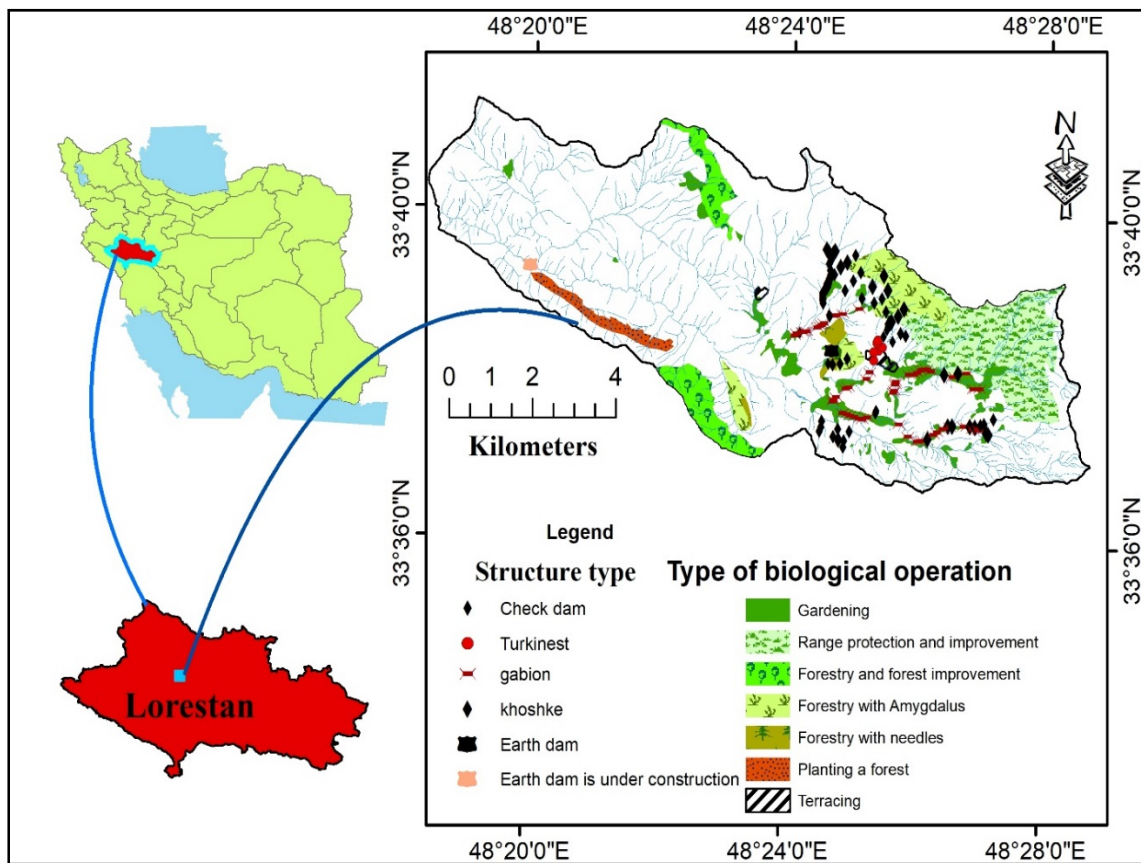 48°20'0"E 48°24'0"E 48°28'0"E
N
33°40'0"N
33°40'0"N
0 2 4
Kilometers
33°36'0"N
33°36'0"N
Lorestan
Legend
Structure type
Check dam
Turkinest
gabion
khoshke
Earth dam
Earth dam is under construction
Type of biological operation
Gardening
Range protection and improvement
Forestry and forest improvement
Forestry with Amygdalus
Forestry with needles
Planting a forest
Terracing
48°20'0"E 48°24'0"E 48°28'0"E